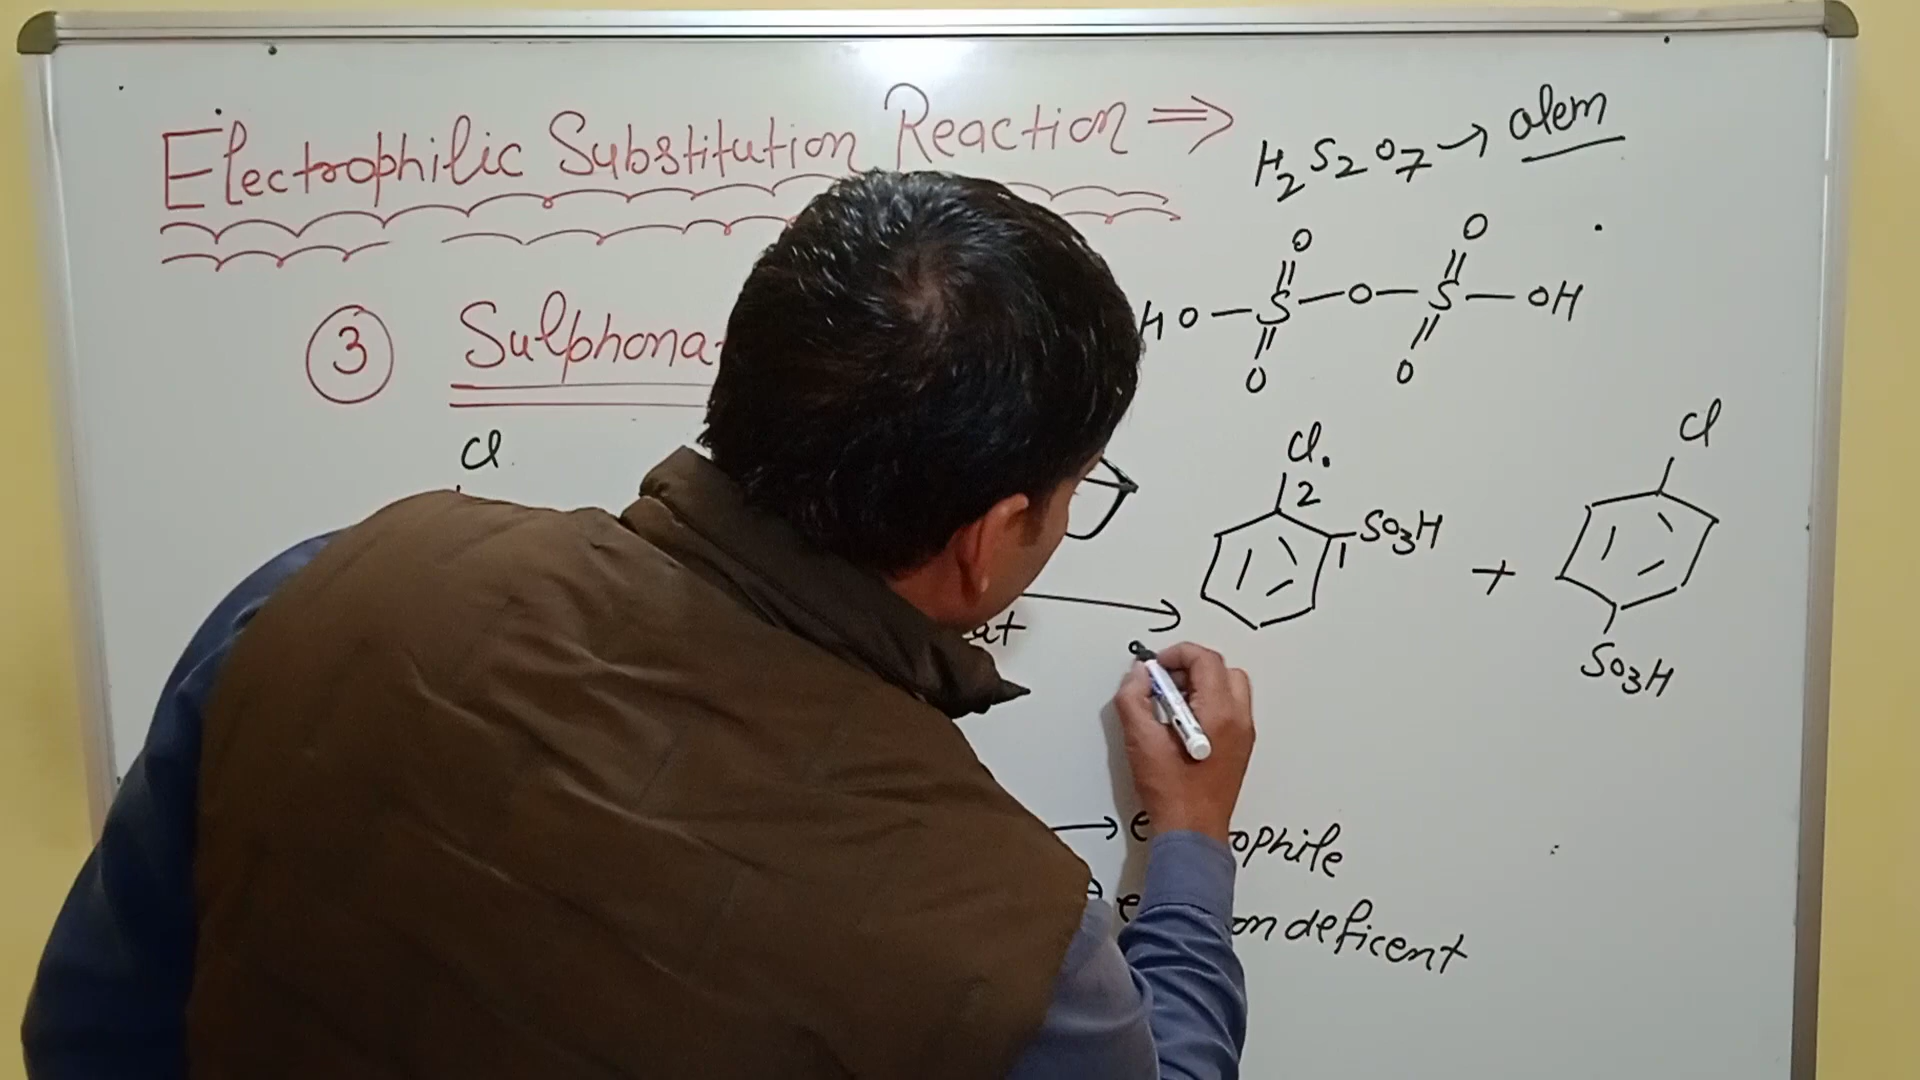 Electrophilic Substitution Reaction ⇒
H2S2O7 → olem
③ Sulphona
O O
HO—S—O—S—OH
O O
Cl
Cl. Cl
2
SO3H
1
+
at
SO3H
→ e ophile
e on deficent